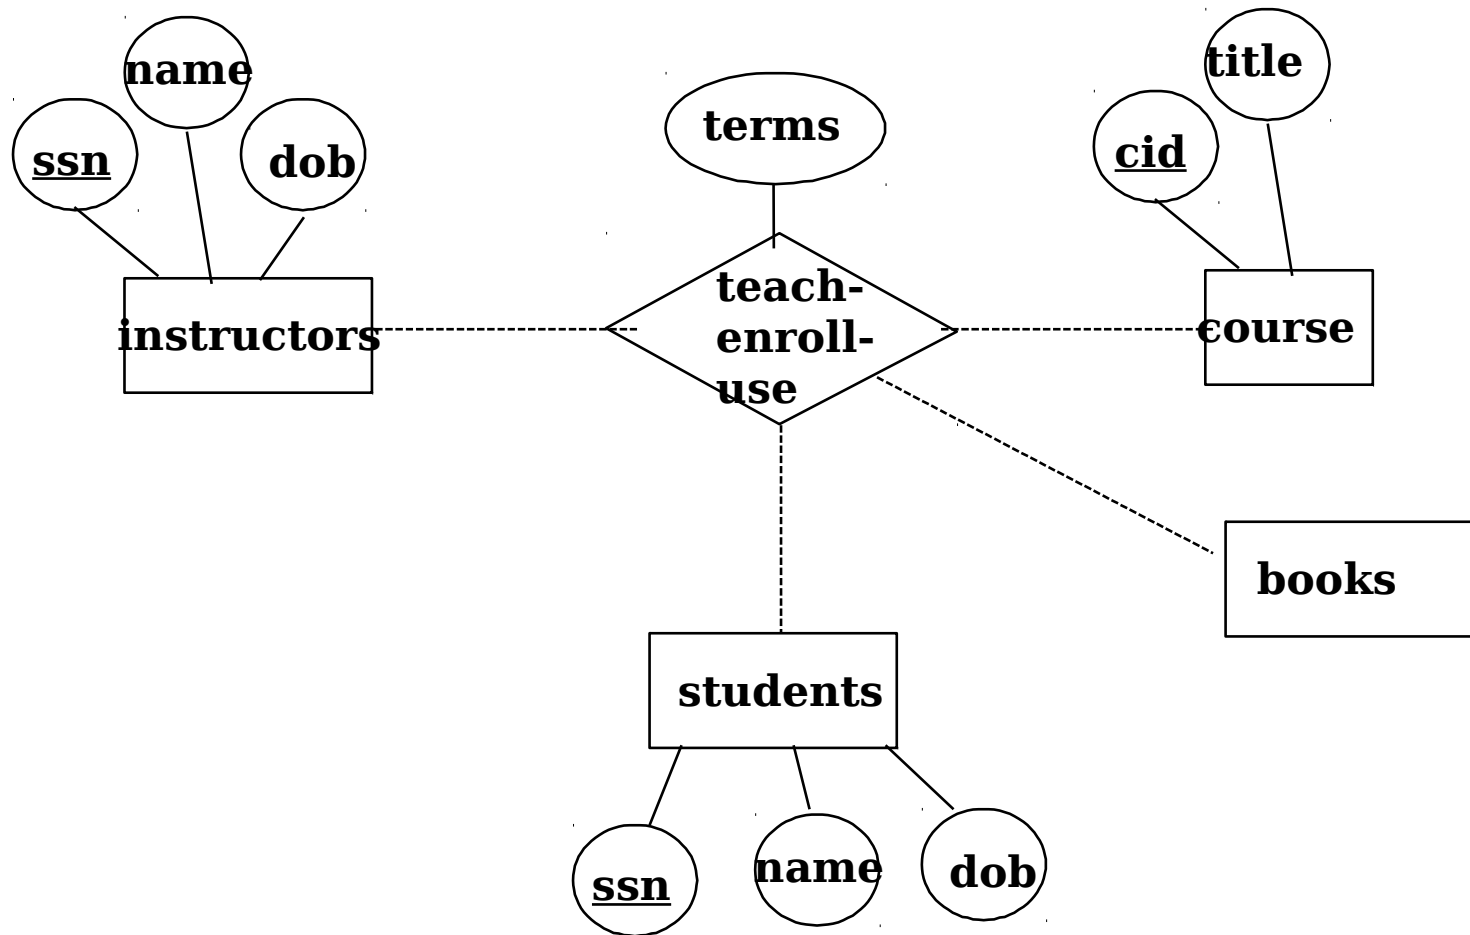 name
ssn
dob
terms
title
cid
instructors
teach-
enroll-
use
course
books
students
ssn
name
dob